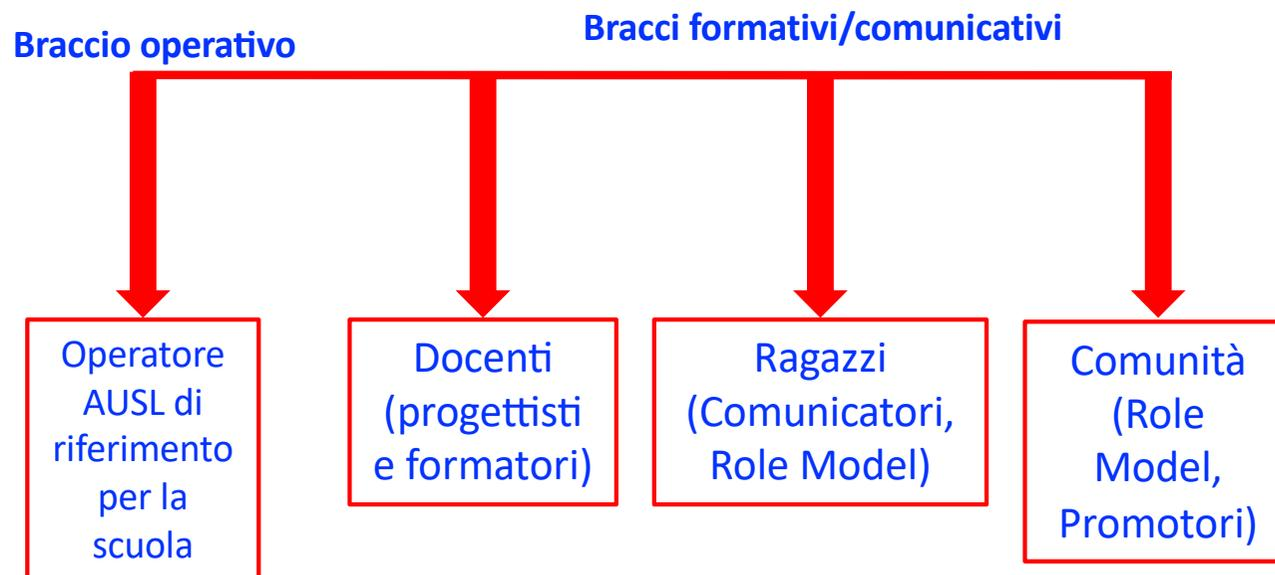 Braccio operativo
Bracci formativi/comunicativi
Operatore
AUSL di
riferimento
per la
scuola
Docenti
(progettisti
e formatori)
Ragazzi
(Comunicatori,
Role Model)
Comunità
(Role
Model,
Promotori)